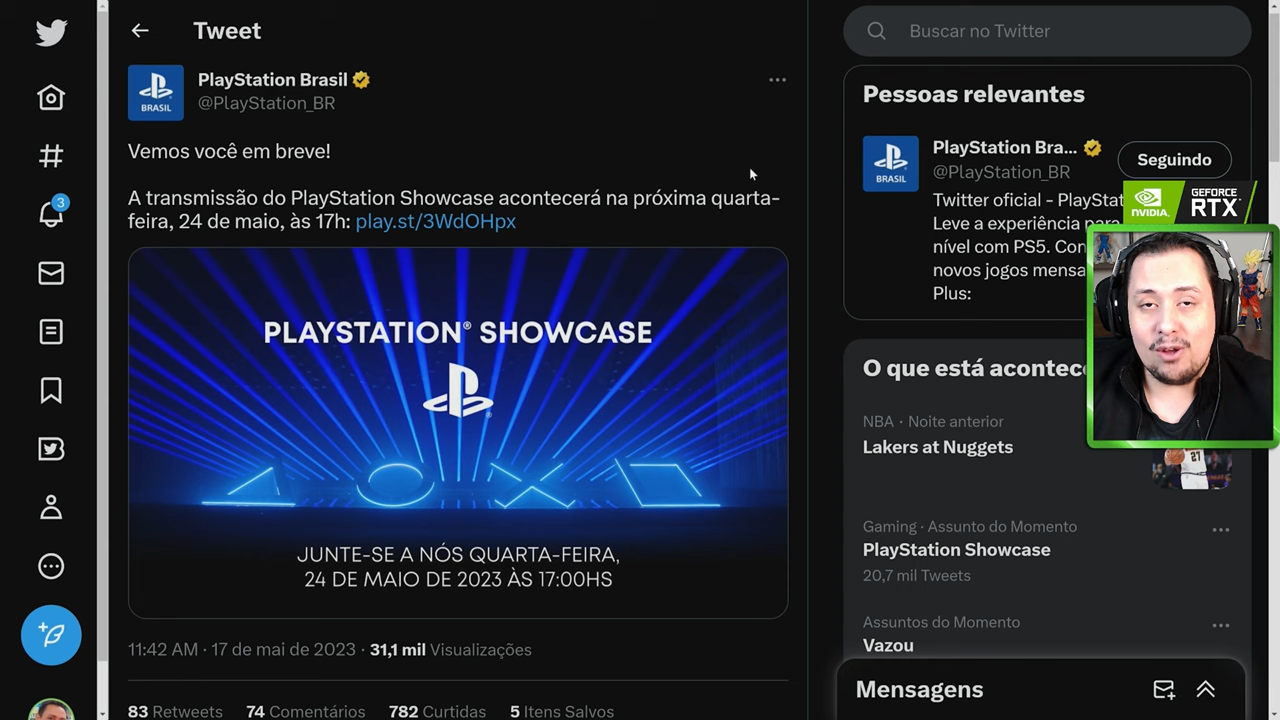 Tweet
PlayStation Brasil
@PlayStation_BR
BRASIL
Vemos você em breve!
A transmissão do PlayStation Showcase acontecerá na próxima quarta-
feira, 24 de maio, às 17h: play.st/3WdOHpx
PLAYSTATION® SHOWCASE
JUNTE-SE A NÓS QUARTA-FEIRA,
24 DE MAIO DE 2023 ÀS 17:00HS
11:42 AM · 17 de mai de 2023 · 31,1 mil Visualizações
83 Retweets 74 Comentários 782 Curtidas 5 Itens Salvos
3
Buscar no Twitter
Pessoas relevantes
PlayStation Bra...
@PlayStation_BR
BRASIL
Seguindo
Twitter oficial - PlayStat
Leve a experiência para
nível com PS5. Con
novos jogos mensa
Plus:
NVIDIA.
GEFORCE
RTX
O que está acontec
NBA · Noite anterior
Lakers at Nuggets
27
Gaming · Assunto do Momento
PlayStation Showcase
20,7 mil Tweets
Assuntos do Momento
Vazou
Mensagens